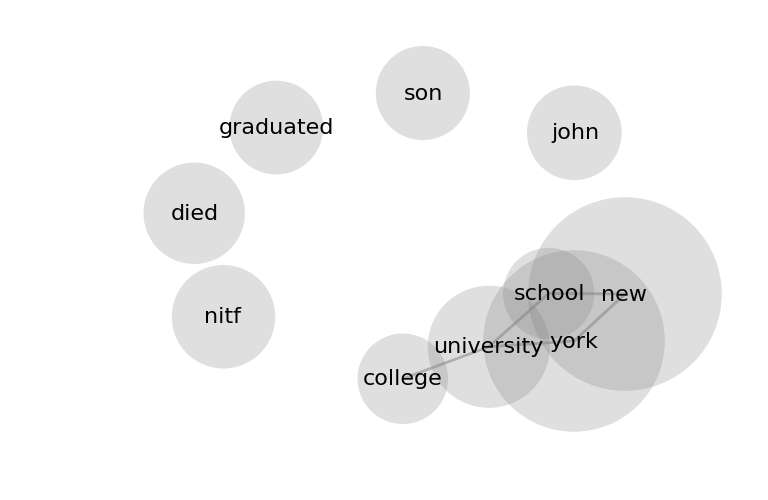 son
graduated
john
died
school
new
nitf
york
university
college